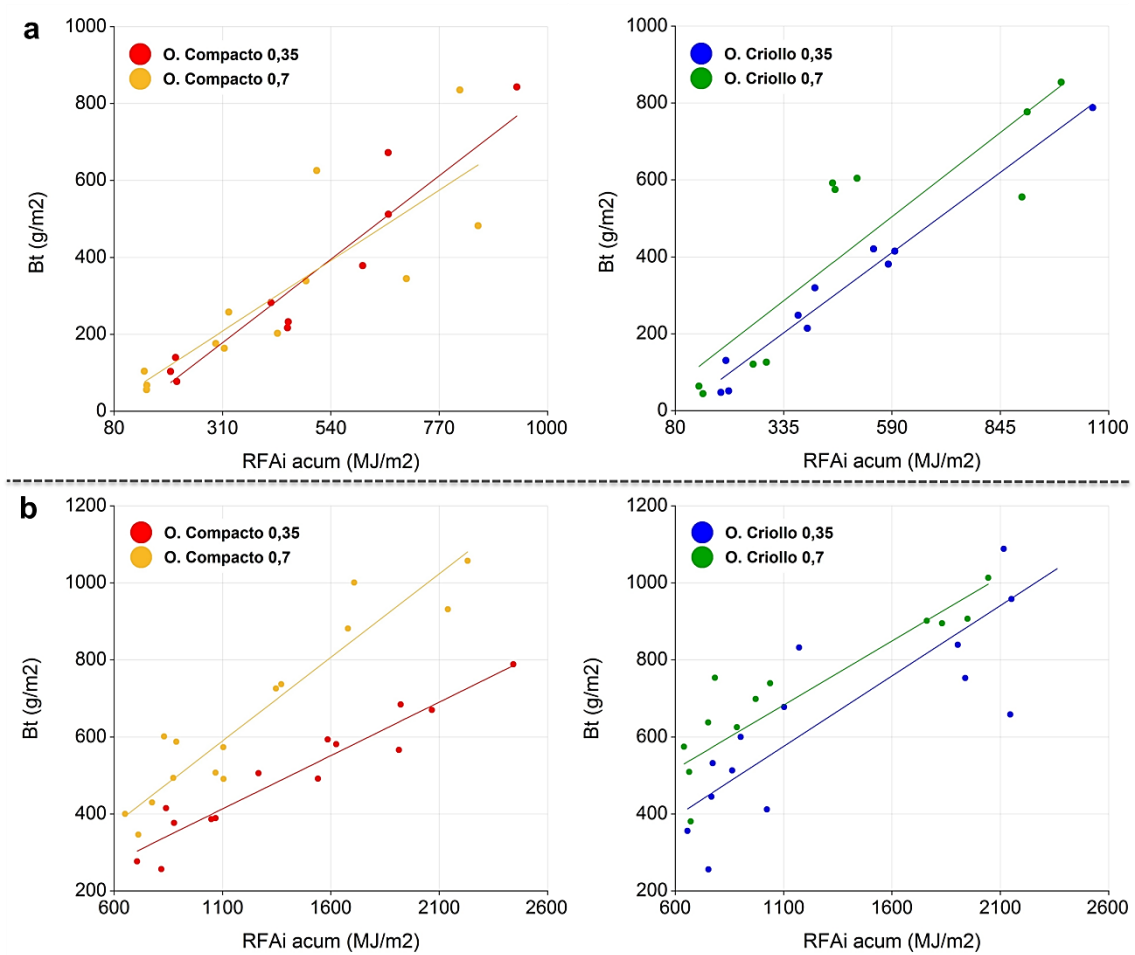 a
1000
800
600
400
200
0
Bt (g/m2)
O. Compacto 0,35
O. Compacto 0,7
80 310 540 770 1000
RFAi acum (MJ/m2)
1000
800
600
400
200
0
Bt (g/m2)
O. Criollo 0,35
O. Criollo 0,7
80 335 590 845 1100
RFAi acum (MJ/m2)
b
1200
1000
800
600
400
200
Bt (g/m2)
O. Compacto 0,35
O. Compacto 0,7
600 1100 1600 2100 2600
RFAi acum (MJ/m2)
1200
1000
800
600
400
200
Bt (g/m2)
O. Criollo 0,35
O. Criollo 0,7
600 1100 1600 2100 1100
RFAi acum (MJ/m2)